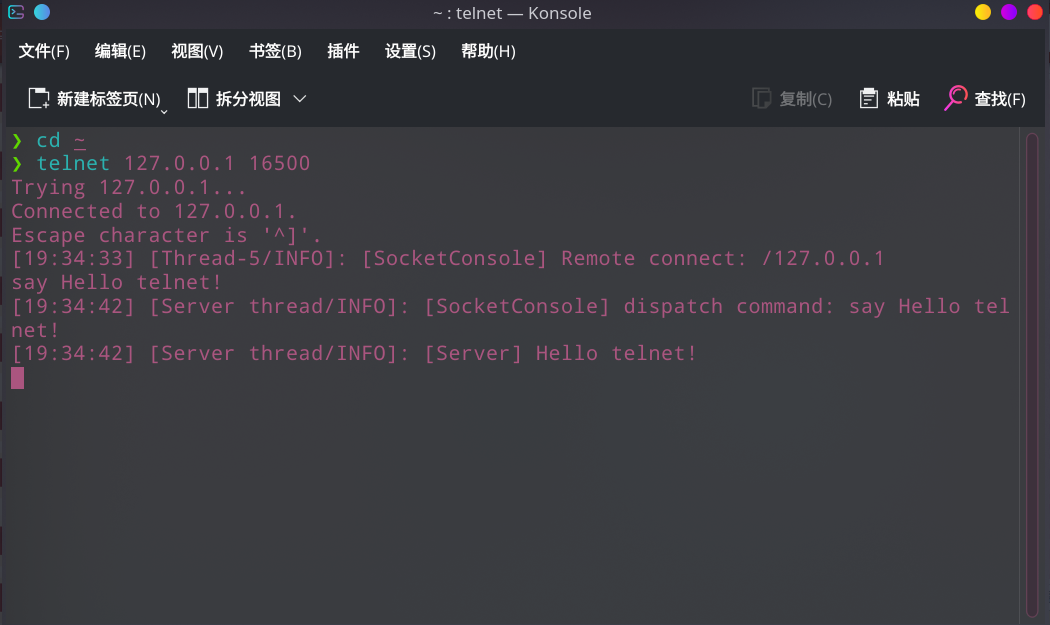 ~ : telnet — Konsole
文件(F) 编辑(E) 视图(V) 书签(B) 插件 设置(S) 帮助(H)
新建标签页(N) 拆分视图 复制(C) 粘贴 查找(F)
❯ cd ~
❯ telnet 127.0.0.1 16500
Trying 127.0.0.1...
Connected to 127.0.0.1.
Escape character is '^]'.
[19:34:33] [Thread-5/INFO]: [SocketConsole] Remote connect: /127.0.0.1
say Hello telnet!
[19:34:42] [Server thread/INFO]: [SocketConsole] dispatch command: say Hello tel
net!
[19:34:42] [Server thread/INFO]: [Server] Hello telnet!